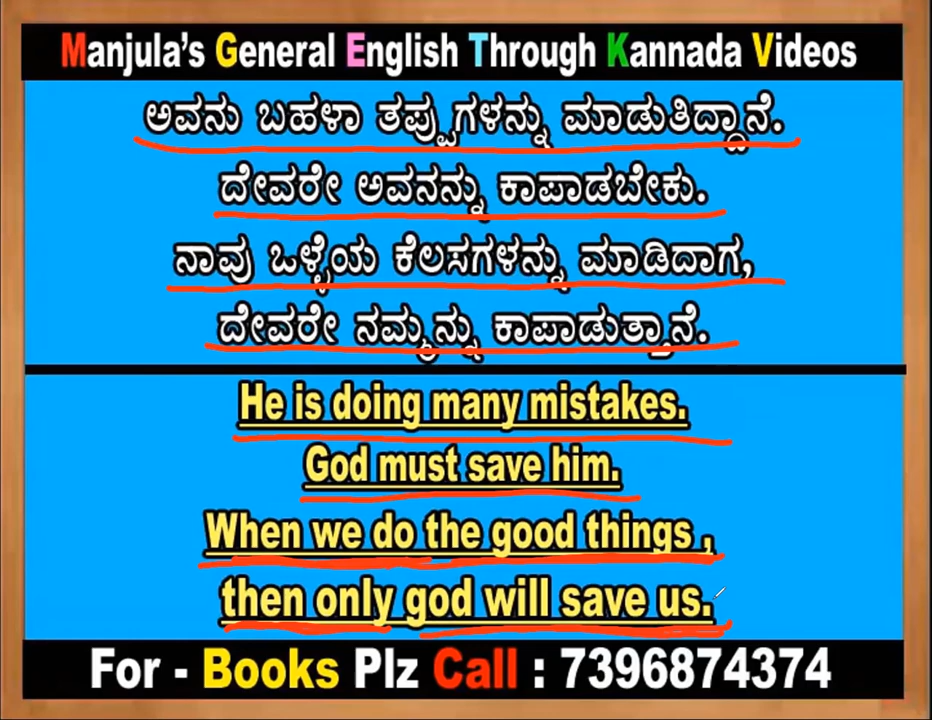 Manjula's General English Through Kannada Videos
ಅವನು ಬಹಳಾ ತಪ್ಪುಗಳನ್ನು ಮಾಡುತಿದ್ದಾನೆ.
ದೇವರೇ ಅವನನ್ನು ಕಾಪಾಡಬೇಕು.
ನಾವು ಒಳ್ಳೆಯ ಕೆಲಸಗಳನ್ನು ಮಾಡಿದಾಗ,
ದೇವರೇ ನಮ್ಮನ್ನು ಕಾಪಾಡುತ್ತಾನೆ.
He is doing many mistakes.
God must save him.
When we do the good things ,
then only god will save us.
For - Books Plz Call : 7396874374